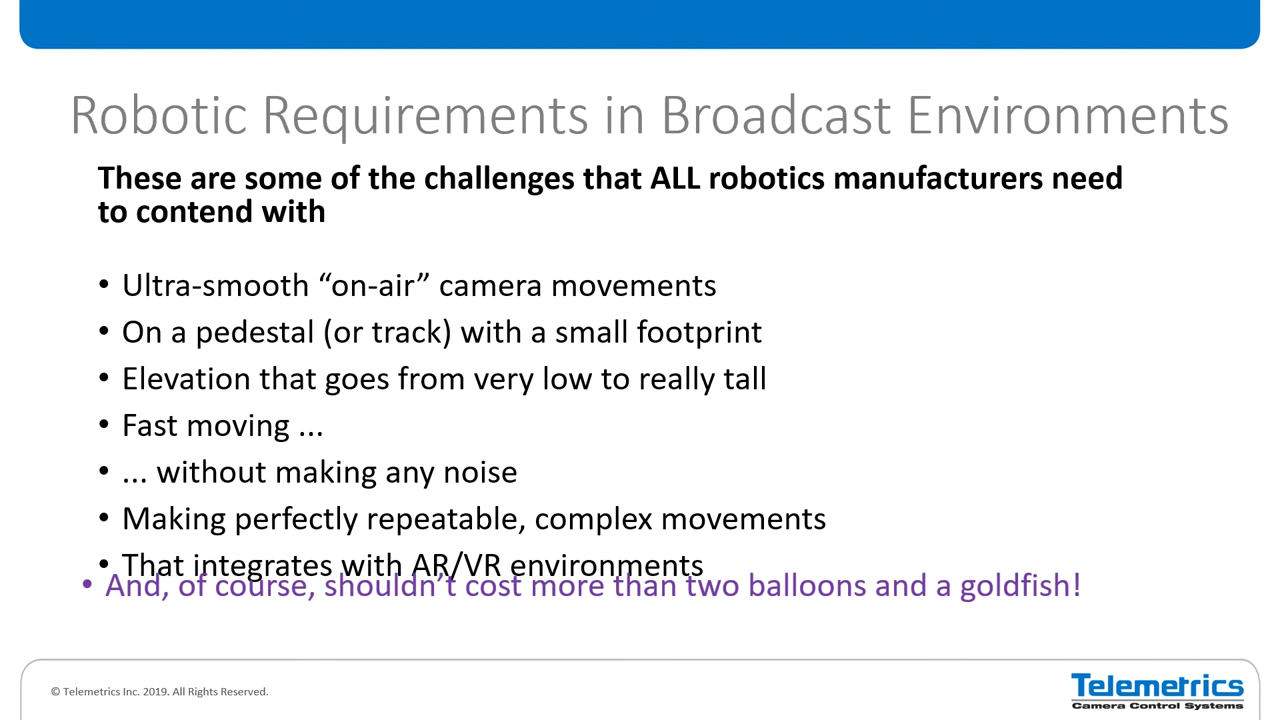 Robotic Requirements in Broadcast Environments
These are some of the challenges that ALL robotics manufacturers need
to contend with
• Ultra-smooth “on-air” camera movements
• On a pedestal (or track) with a small footprint
• Elevation that goes from very low to really tall
• Fast moving ...
• ... without making any noise
• Making perfectly repeatable, complex movements
• That integrates with AR/VR environments
• And, of course, shouldn’t cost more than two balloons and a goldfish!
© Telemetrics Inc. 2019. All Rights Reserved.
Telemetrics
Camera Control Systems